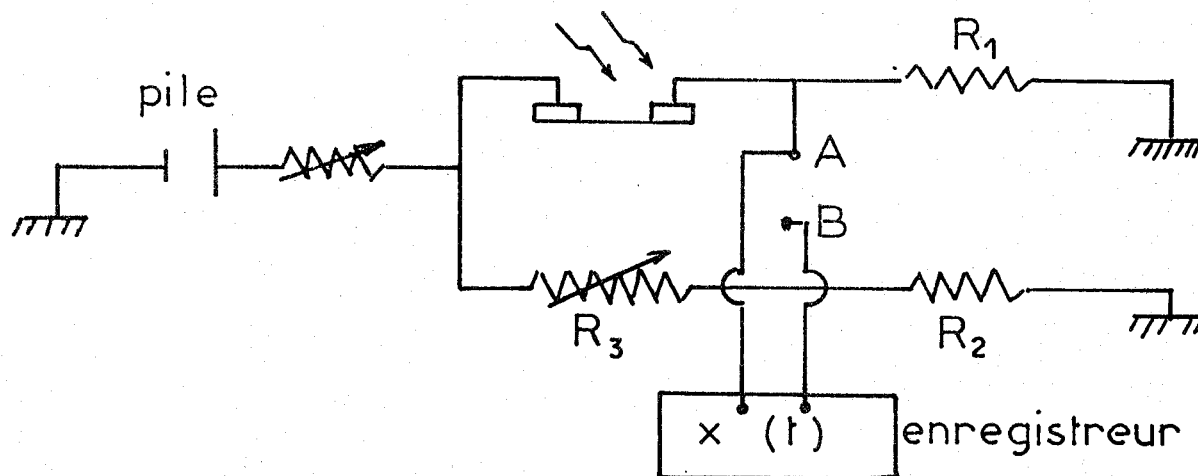 R₁
pile
A
B
R₃
R₂
x (t) enregistreur